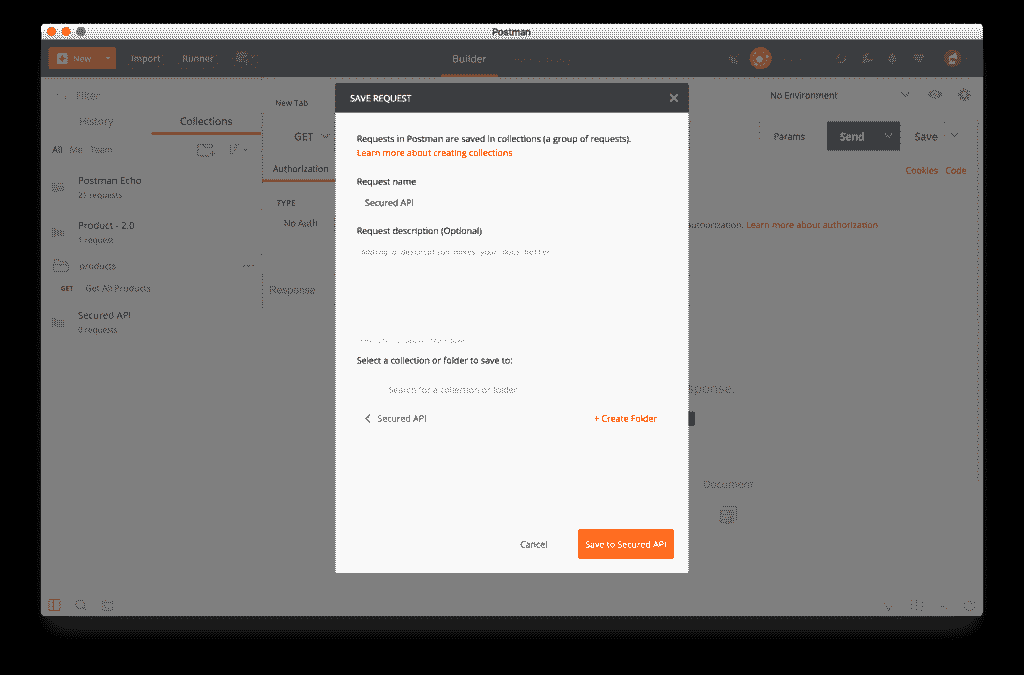 Postman
New
Import
Runner
Builder
Filter
History
Collections
All Me Team
Postman Echo
requests
Product - 2.0
1 request
products
GET Get All Products
Secured API
0 requests
New Tab
No Environment
GET
Params
Send
Save
Authorization
Cookies Code
TYPE
No Auth
authorization. Learn more about authorization
Response
sponse.
Document
SAVE REQUEST
Requests in Postman are saved in collections (a group of requests).
Learn more about creating collections
Request name
Secured API
Request description (Optional)
Adding a description makes your docs better
Select a collection or folder to save to:
Search for a collection or folder
Secured API
+ Create Folder
Cancel
Save to Secured API